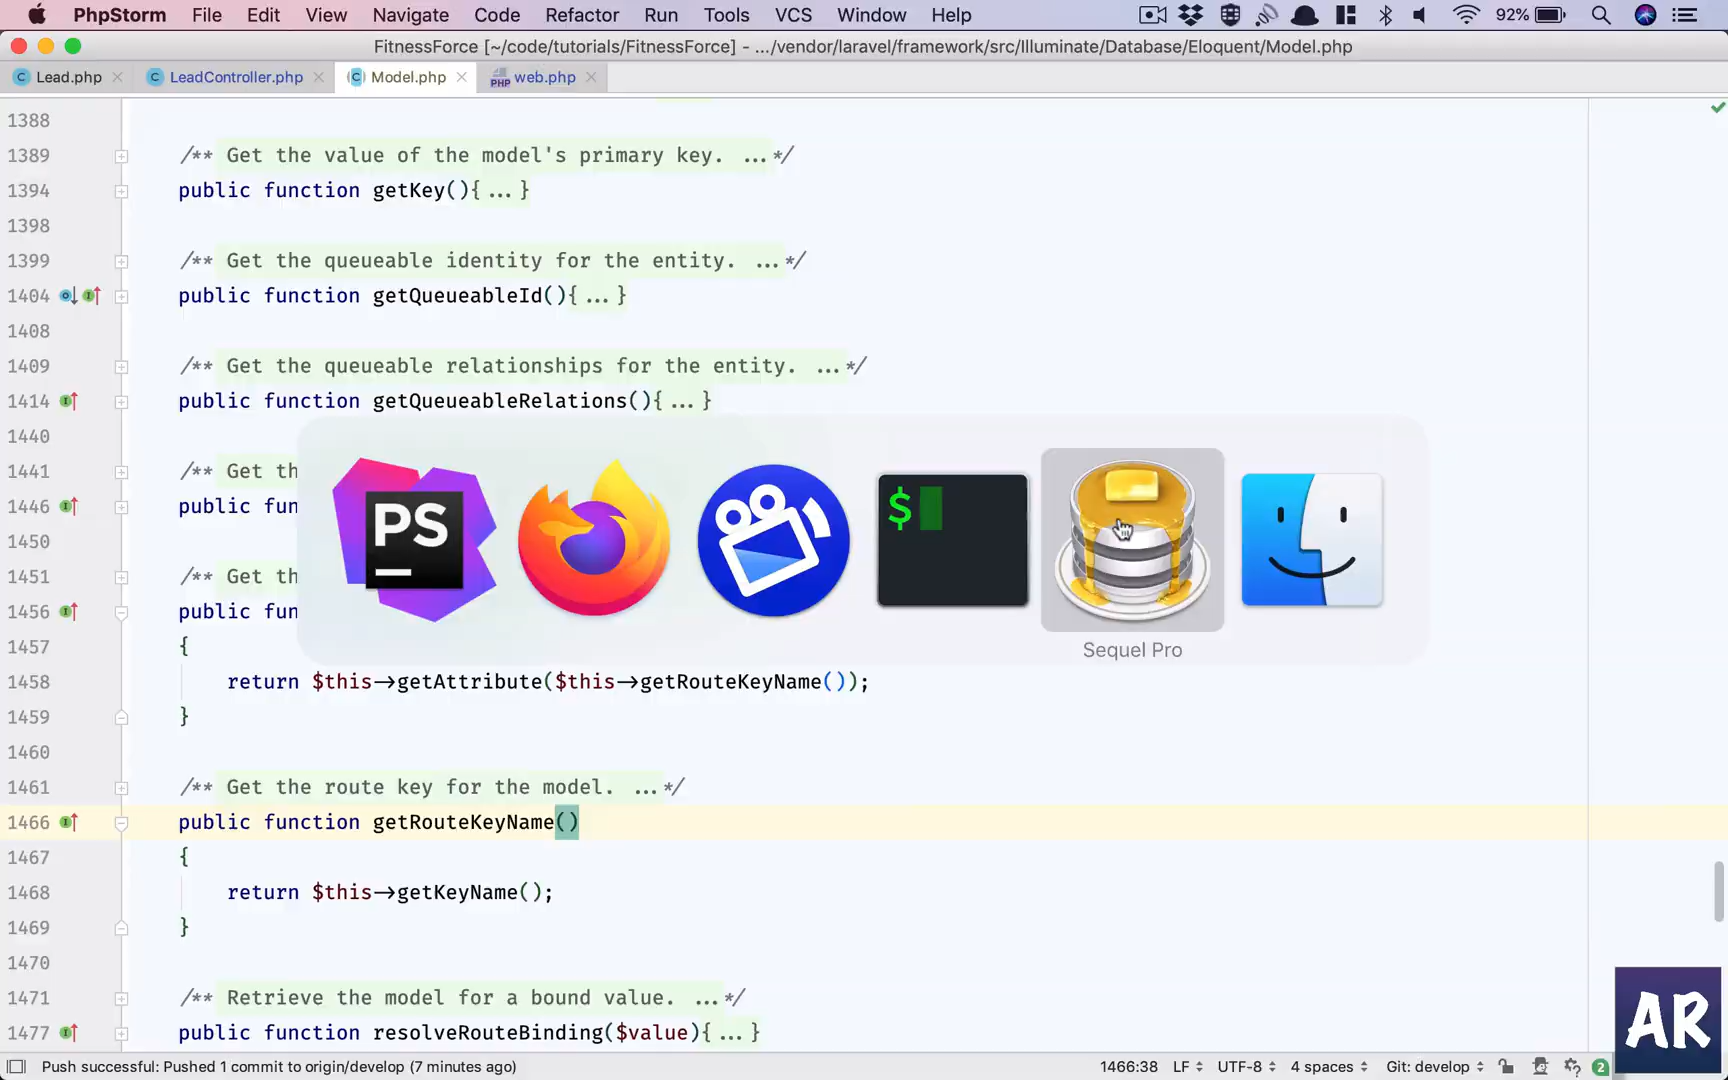 PhpStorm File Edit View Navigate Code Refactor Run Tools VCS Window Help 92%
FitnessForce [~/code/tutorials/FitnessForce] - .../vendor/laravel/framework/src/Illuminate/Database/Eloquent/Model.php
C Lead.php C LeadController.php C Model.php PHP web.php
1388
1389 /** Get the value of the model's primary key. ...*/
1394 public function getKey(){...}
1398
1399 /** Get the queueable identity for the entity. ...*/
1404 public function getQueueableId(){...}
1408
1409 /** Get the queueable relationships for the entity. ...*/
1414 public function getQueueableRelations(){...}
1440
1441 /** Get th
1446 public fun
1450
1451 /** Get th
1456 public fun
1457 {
1458 return $this→getAttribute($this→getRouteKeyName());
1459 }
1460
1461 /** Get the route key for the model. ...*/
1466 public function getRouteKeyName()
1467 {
1468 return $this→getKeyName();
1469 }
1470
1471 /** Retrieve the model for a bound value. ...*/
1477 public function resolveRouteBinding($value){...}
PS
$
Sequel Pro
AR
Push successful: Pushed 1 commit to origin/develop (7 minutes ago) 1466:38 LF UTF-8 4 spaces Git: develop 2